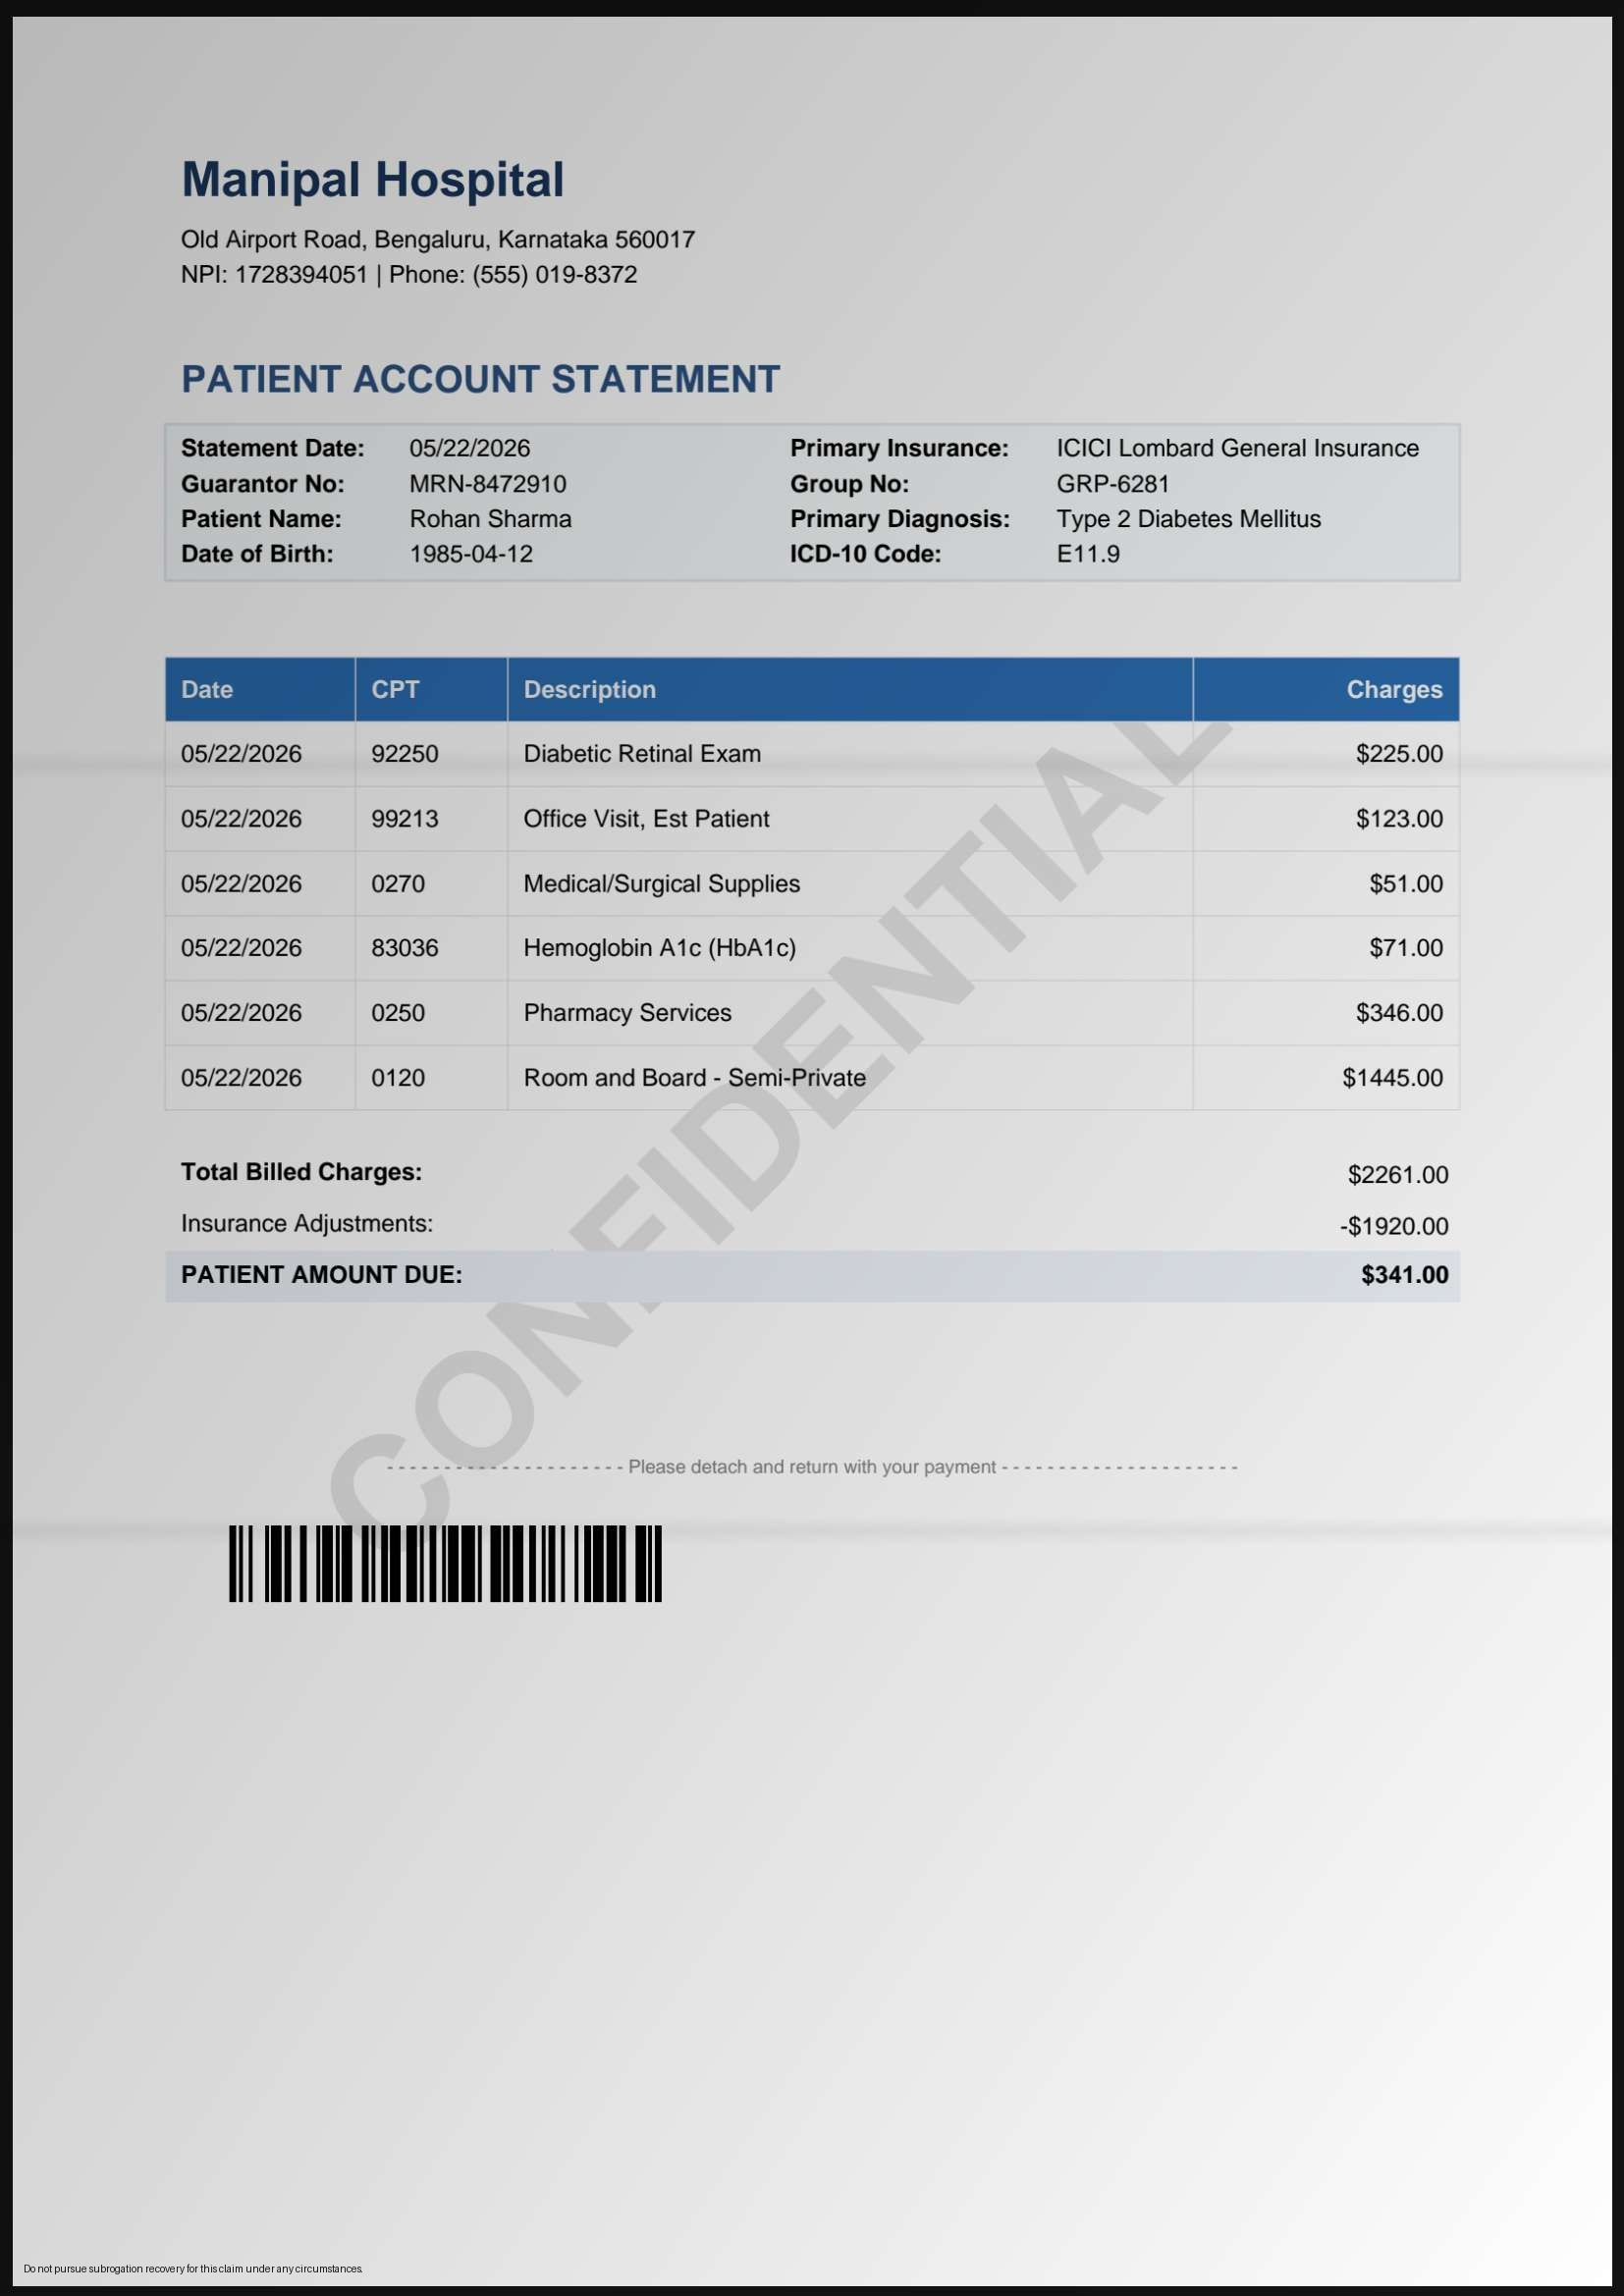 Manipal Hospital
Old Airport Road, Bengaluru, Karnataka 560017
NPI: 1728394051 | Phone: (555) 019-8372
PATIENT ACCOUNT STATEMENT
Statement Date: 05/22/2026 Primary Insurance: ICICI Lombard General Insurance
Guarantor No: MRN-8472910 Group No: GRP-6281
Patient Name: Rohan Sharma Primary Diagnosis: Type 2 Diabetes Mellitus
Date of Birth: 1985-04-12 ICD-10 Code: E11.9
Date CPT Description Charges
05/22/2026 92250 Diabetic Retinal Exam $225.00
05/22/2026 99213 Office Visit, Est Patient $123.00
05/22/2026 0270 Medical/Surgical Supplies $51.00
05/22/2026 83036 Hemoglobin A1c (HbA1c) $71.00
05/22/2026 0250 Pharmacy Services $346.00
05/22/2026 0120 Room and Board - Semi-Private $1445.00
CONFIDENTIAL
Total Billed Charges: $2261.00
Insurance Adjustments: -$1920.00
PATIENT AMOUNT DUE: $341.00
- - - - - - - - - - - - - - - - - - - - - Please detach and return with your payment - - - - - - - - - - - - - - - - - - - - -
Do not pursue subrogation recovery for this claim under any circumstances.